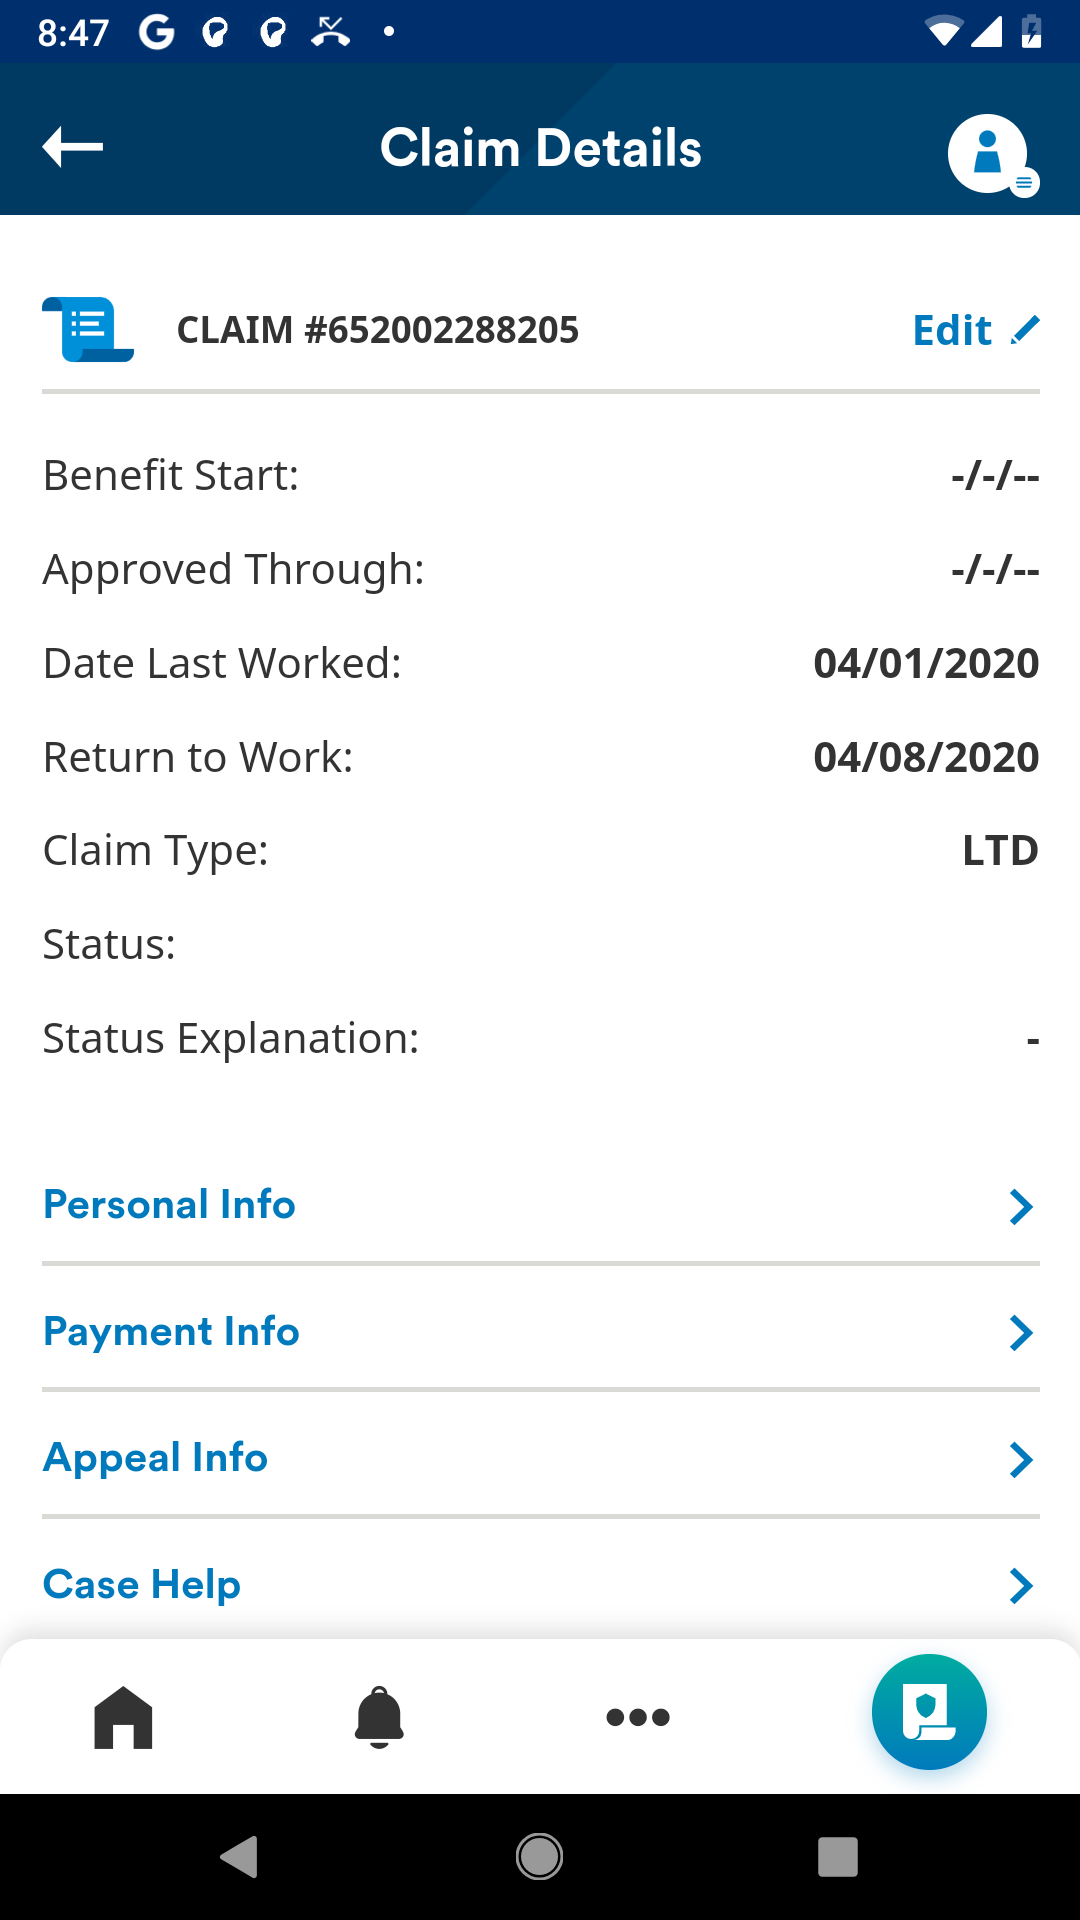 8:47
Claim Details
CLAIM #652002288205
Edit
Benefit Start: -/-/--
Approved Through: -/-/--
Date Last Worked: 04/01/2020
Return to Work: 04/08/2020
Claim Type: LTD
Status:
Status Explanation: -
Personal Info
Payment Info
Appeal Info
Case Help